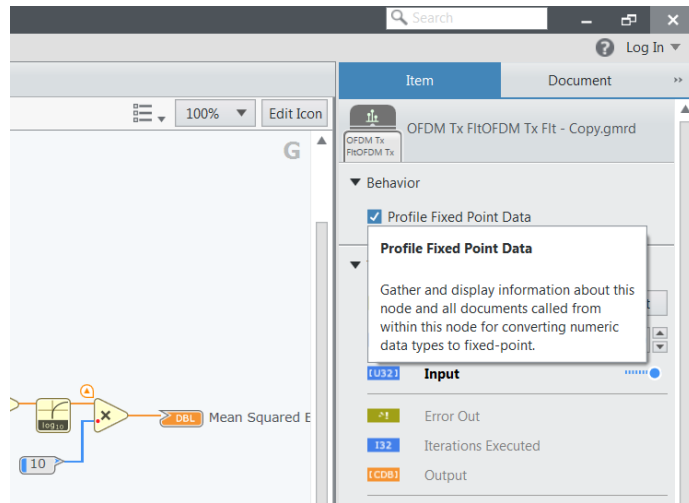 Search
Log In
Item
Document
100%
Edit Icon
OFDM Tx
FltOFDM Tx
OFDM Tx FltOFDM Tx Flt - Copy.gmrd
G
Behavior
Profile Fixed Point Data
Profile Fixed Point Data
Gather and display information about this
node and all documents called from
within this node for converting numeric
data types to fixed-point.
[U32]
Input
Error Out
I32
Iterations Executed
[CDB]
Output
log10
×
DBL
Mean Squared E
10